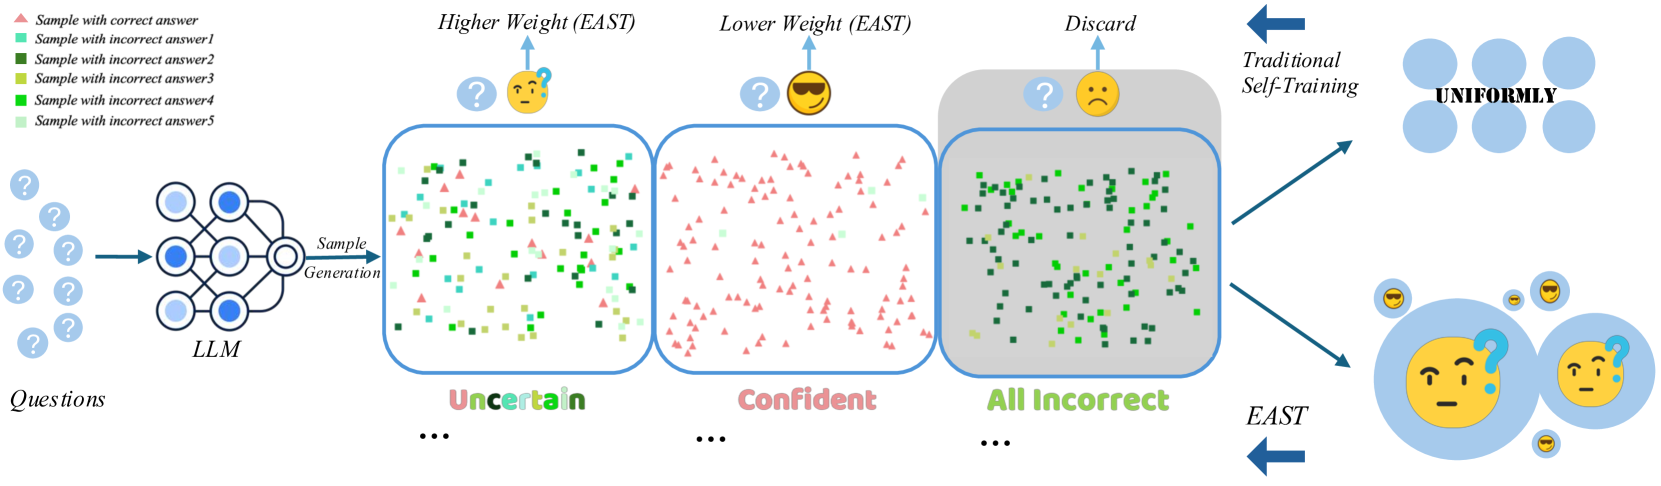 Sample with correct answer
Sample with incorrect answer1
Sample with incorrect answer2
Sample with incorrect answer3
Sample with incorrect answer4
Sample with incorrect answer5
Higher Weight (EAST)
Lower Weight (EAST)
Discard
Traditional
Self-Training
UNIFORMLY
Sample
Generation
LLM
Questions
Uncertain
Confident
All Incorrect
...
...
...
EAST